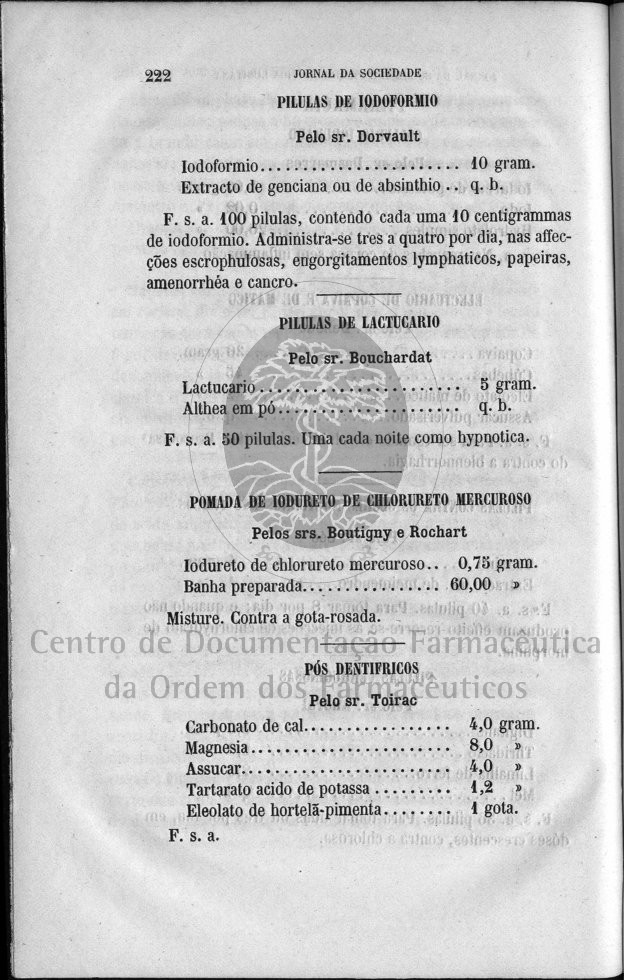 222 JORNAL DA SOCIEDADE
PILULAS DE IODOFORMIO
Pelo sr. Dorvault
Iodoformio........................ 10 gram.
Extracto de genciana ou de absinthio .. q. b.
F. s. a. 100 pilulas, contendo cada uma 10 centigrammas
de iodoformio. Administra-se tres a quatro por dia, nas affec-
ções escrophulosas, engorgitamentos lymphaticos, papeiras,
amenorrhéa e cancro.
PILULAS DE LACTUCARIO
Pelo sr. Bouchardat
Lactucario........................ 5 gram.
Althea em pó...................... q. b.
F. s. a. 50 pilulas. Uma cada noite como hypnotica.
POMADA DE IODURETO DE CHLORURETO MERCUROSO
Pelos srs. Boutigny e Rochart
Iodureto de chlorureto mercuroso.. 0,75 gram.
Banha preparada................ 60,00 »
Misture. Contra a gota-rosada.
Centro de Documentação Farmacêutica
da Ordem dos Farmacêuticos
PÓS DENTIFRICOS
Pelo sr. Toirac
Carbonato de cal................. 4,0 gram.
Magnesia....................... 8,0 »
Assucar........................ 4,0 »
Tartarato acido de potassa ......... 1,2 »
Eleolato de hortelã-pimenta........ 1 gota.
F. s. a.